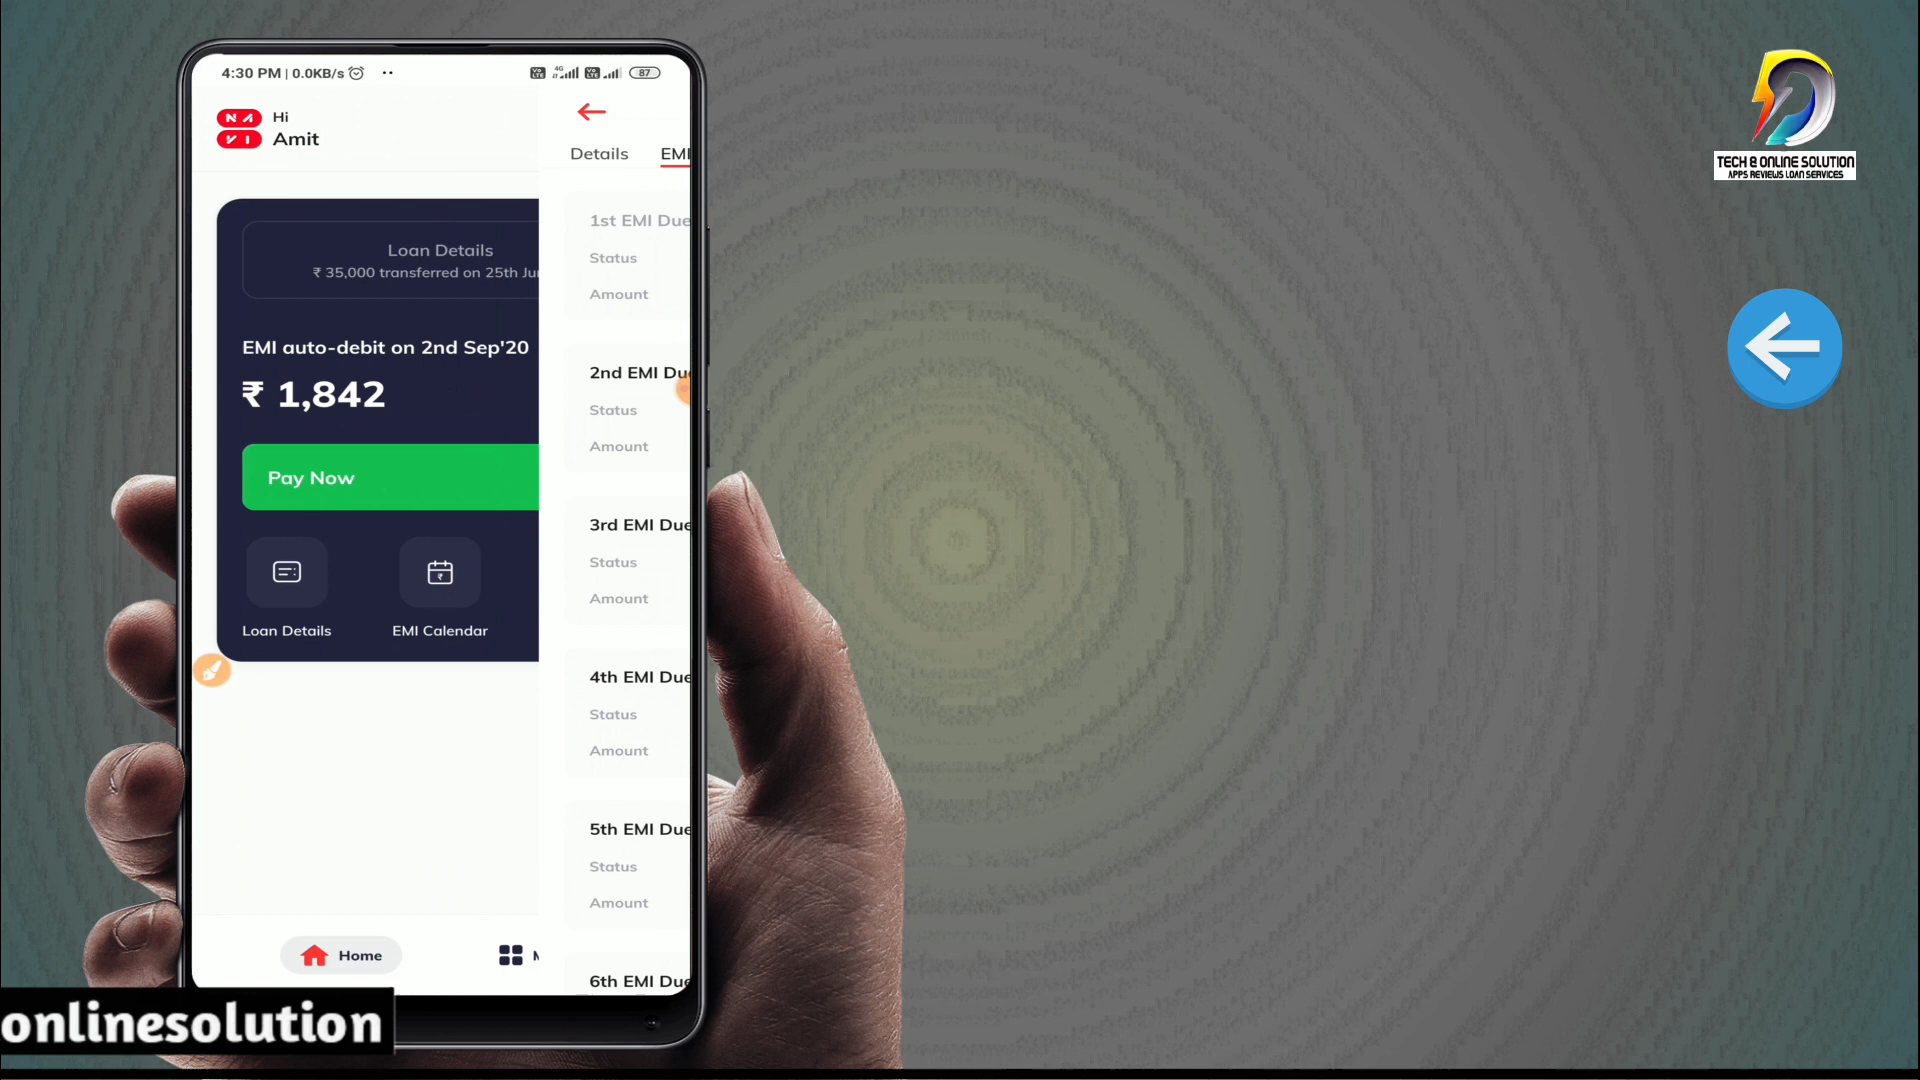 4:30 PM | 0.0KB/s
87
NAVI
Hi
Amit
Loan Details
₹ 35,000 transferred on 25th
EMI auto-debit on 2nd Sep'20
₹ 1,842
Pay Now
Loan Details
EMI Calendar
Home
Details
EMI
1st EMI Due
Status
Amount
2nd EMI Du
Status
Amount
3rd EMI Due
Status
Amount
4th EMI Due
Status
Amount
5th EMI Due
Status
Amount
6th EMI Due
TECH & ONLINE SOLUTION
APPS REVIEWS LOAN SERVICES
onlinesolution